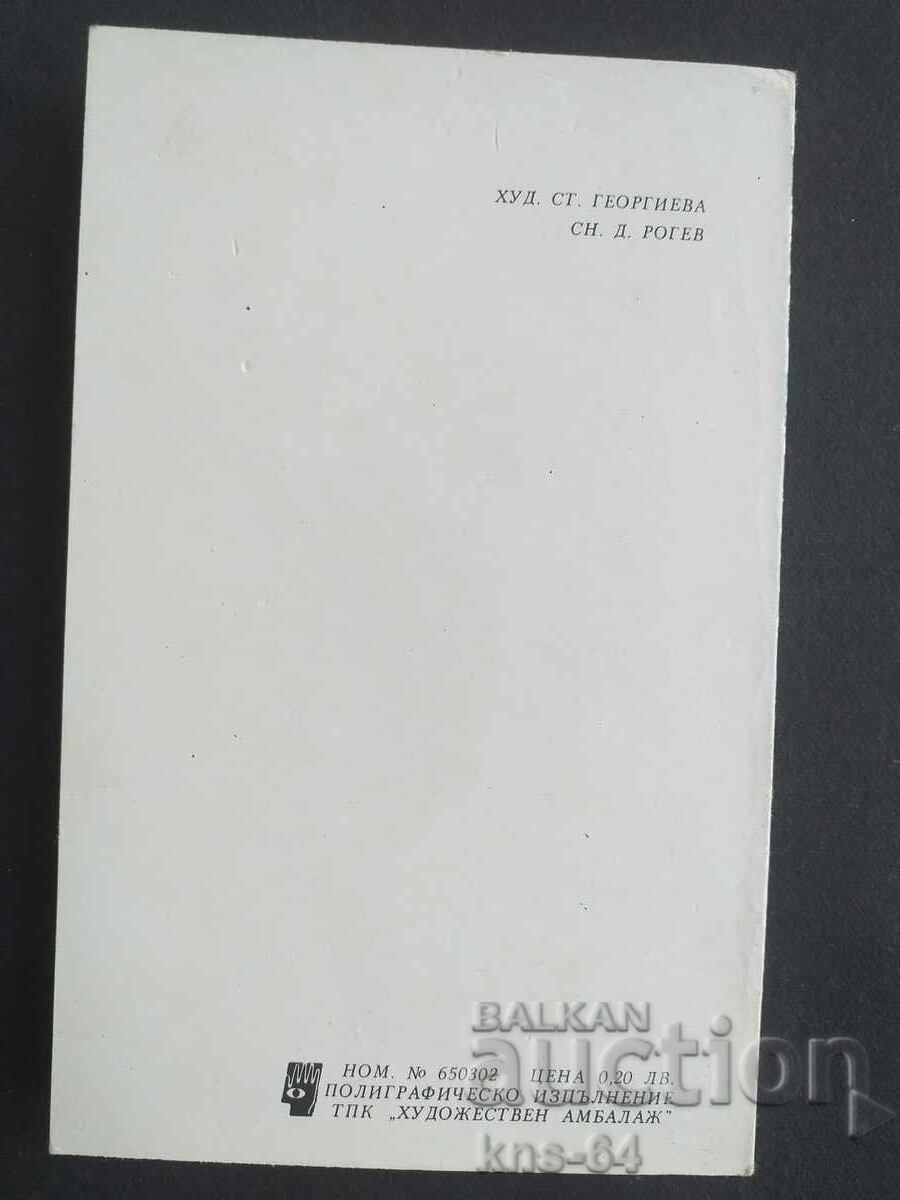 ХУД. СТ. ГЕОРГИЕВА
СН. Д. РОГЕВ
BALKAN
auction
НОМ. № 650302 ЦЕНА 0,20 ЛВ.
ПОЛИГРАФИЧЕСКО ИЗПЪЛНЕНИЕ
ТПК „ХУДОЖЕСТВЕН АМБАЛАЖ"
kns-64